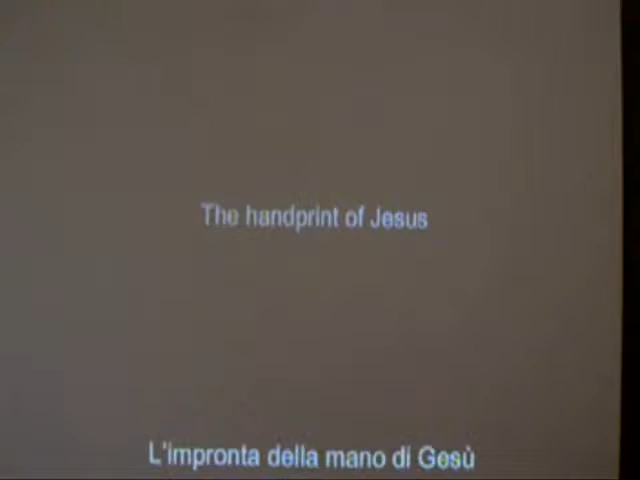 The handprint of Jesus
L'impronta della mano di Gesù